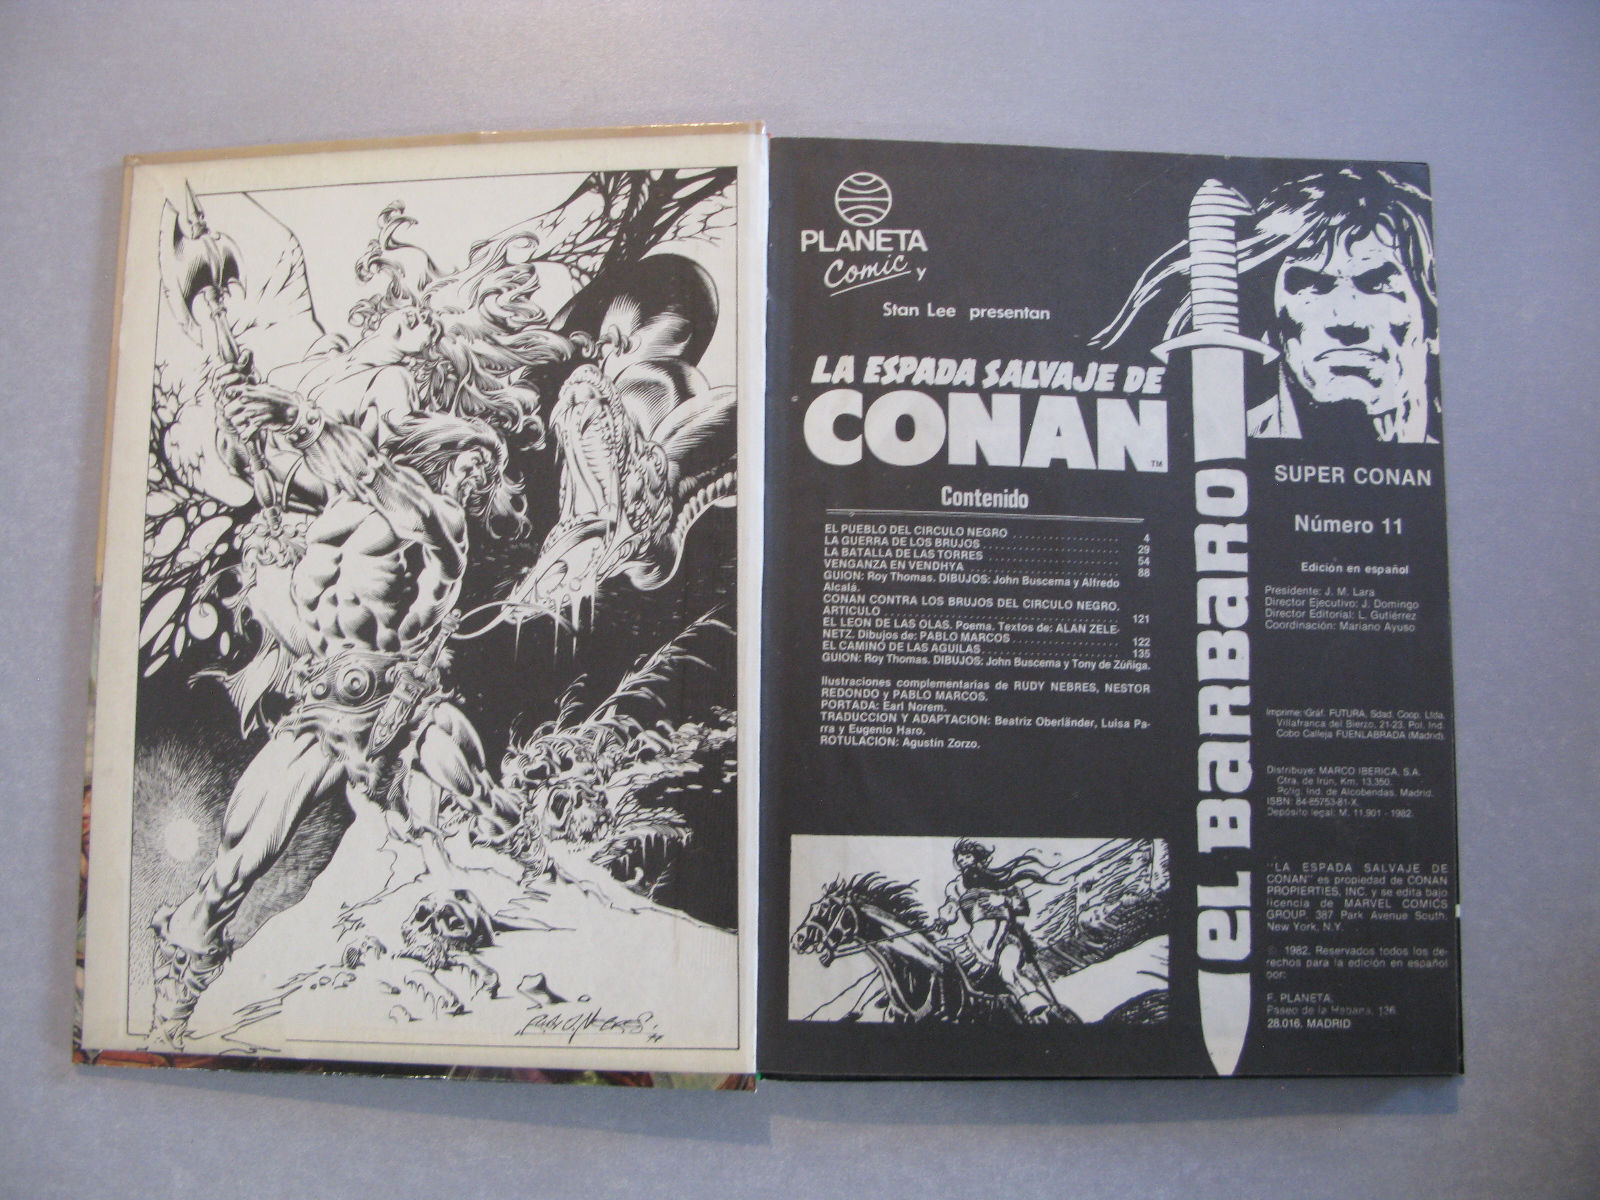 RUDY D. NEBRES.
PLANETA
Comic y
Stan Lee presentan
LA ESPADA SALVAJE DE
CONAN
TM
Contenido
EL PUEBLO DEL CIRCULO NEGRO .................. 4
LA GUERRA DE LOS BRUJOS .................. 29
LA BATALLA DE LAS TORRES .................. 54
VENGANZA EN VENDHYA .................. 88
GUION: Roy Thomas. DIBUJOS: John Buscema y Alfredo
Alcalá.
CONAN CONTRA LOS BRUJOS DEL CIRCULO NEGRO.
ARTICULO .................. 121
EL LEON DE LAS OLAS. Poema. Textos de: ALAN ZELE-
NETZ. Dibujos de: PABLO MARCOS .................. 122
EL CAMINO DE LAS AGUILAS .................. 135
GUION: Roy Thomas. DIBUJOS: John Buscema y Tony de Zúñiga.
Ilustraciones complementarias de RUDY NEBRES, NESTOR
REDONDO y PABLO MARCOS.
PORTADA: Earl Norem.
TRADUCCION Y ADAPTACION: Beatriz Oberländer, Luisa Pa-
rra y Eugenio Haro.
ROTULACION: Agustín Zorzo.
eL BaRBaRO
SUPER CONAN
Número 11
Edición en español
Presidente: J. M. Lara
Director Ejecutivo: J. Domingo
Director Editorial: L. Gutiérrez
Coordinación: Mariano Ayuso
Imprime: Gráf. FUTURA, Sdad. Coop. Ltda.
Villafranca del Bierzo, 21-23. Pol. Ind.
Cobo Calleja FUENLABRADA (Madrid).
Distribuye: MARCO IBERICA, S.A.
Ctra. de Irún, Km. 13,350.
Políg. Ind. de Alcobendas. Madrid.
ISBN: 84-85753-81-X.
Depósito legal: M. 11.901 - 1982.
"LA ESPADA SALVAJE DE
CONAN" es propiedad de CONAN
PROPIERTIES, INC. y se edita bajo
licencia de MARVEL COMICS
GROUP. 387 Park Avenue South.
New York, N.Y.
© 1982. Reservados todos los de-
rechos para la edición en español
por:
F. PLANETA.
Paseo de la Habana, 136.
28.016. MADRID